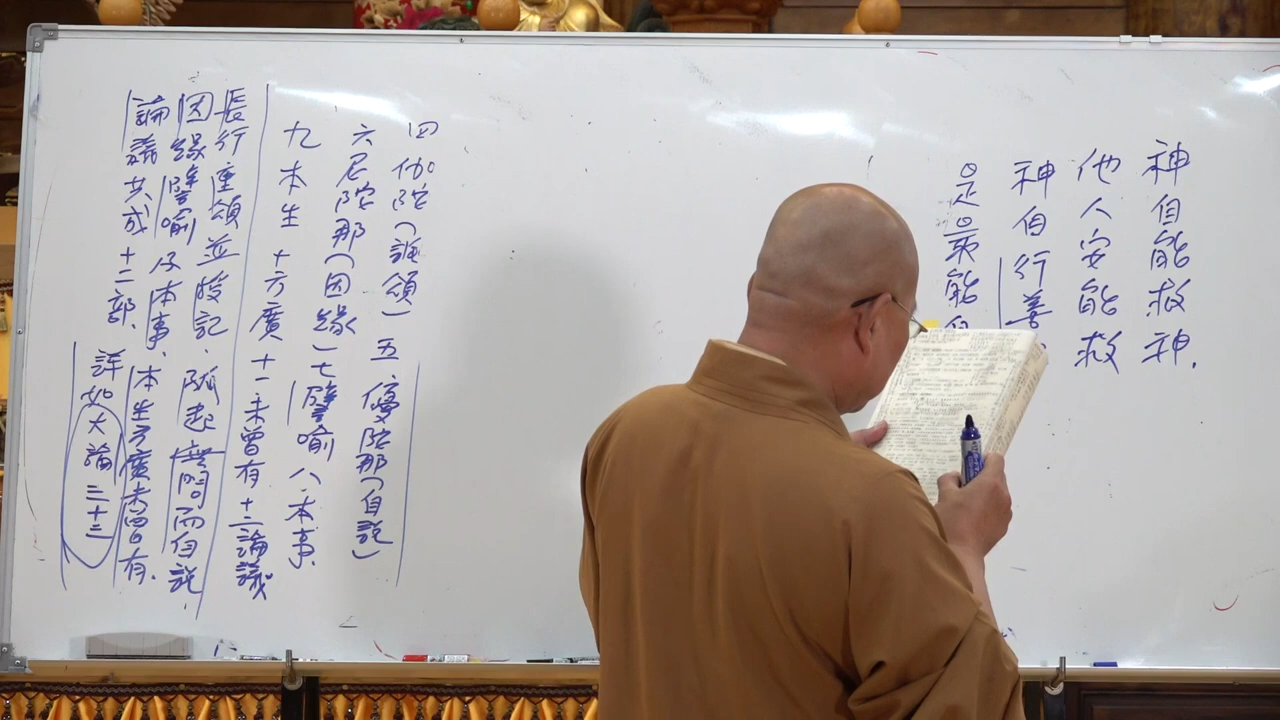 神自能救神.
他人安能救
神自行善
是最能自
四伽陀(諷頌)五優陀那(自說)
六尼陀那(因緣)七譬喻八本事.
九本生十方廣十一未曾有十二論議
長行重頌並授記、隨起無問而自說
因緣譬喻及本事、本生方廣未曾有.
論議共成十二部、詳如大論三十三